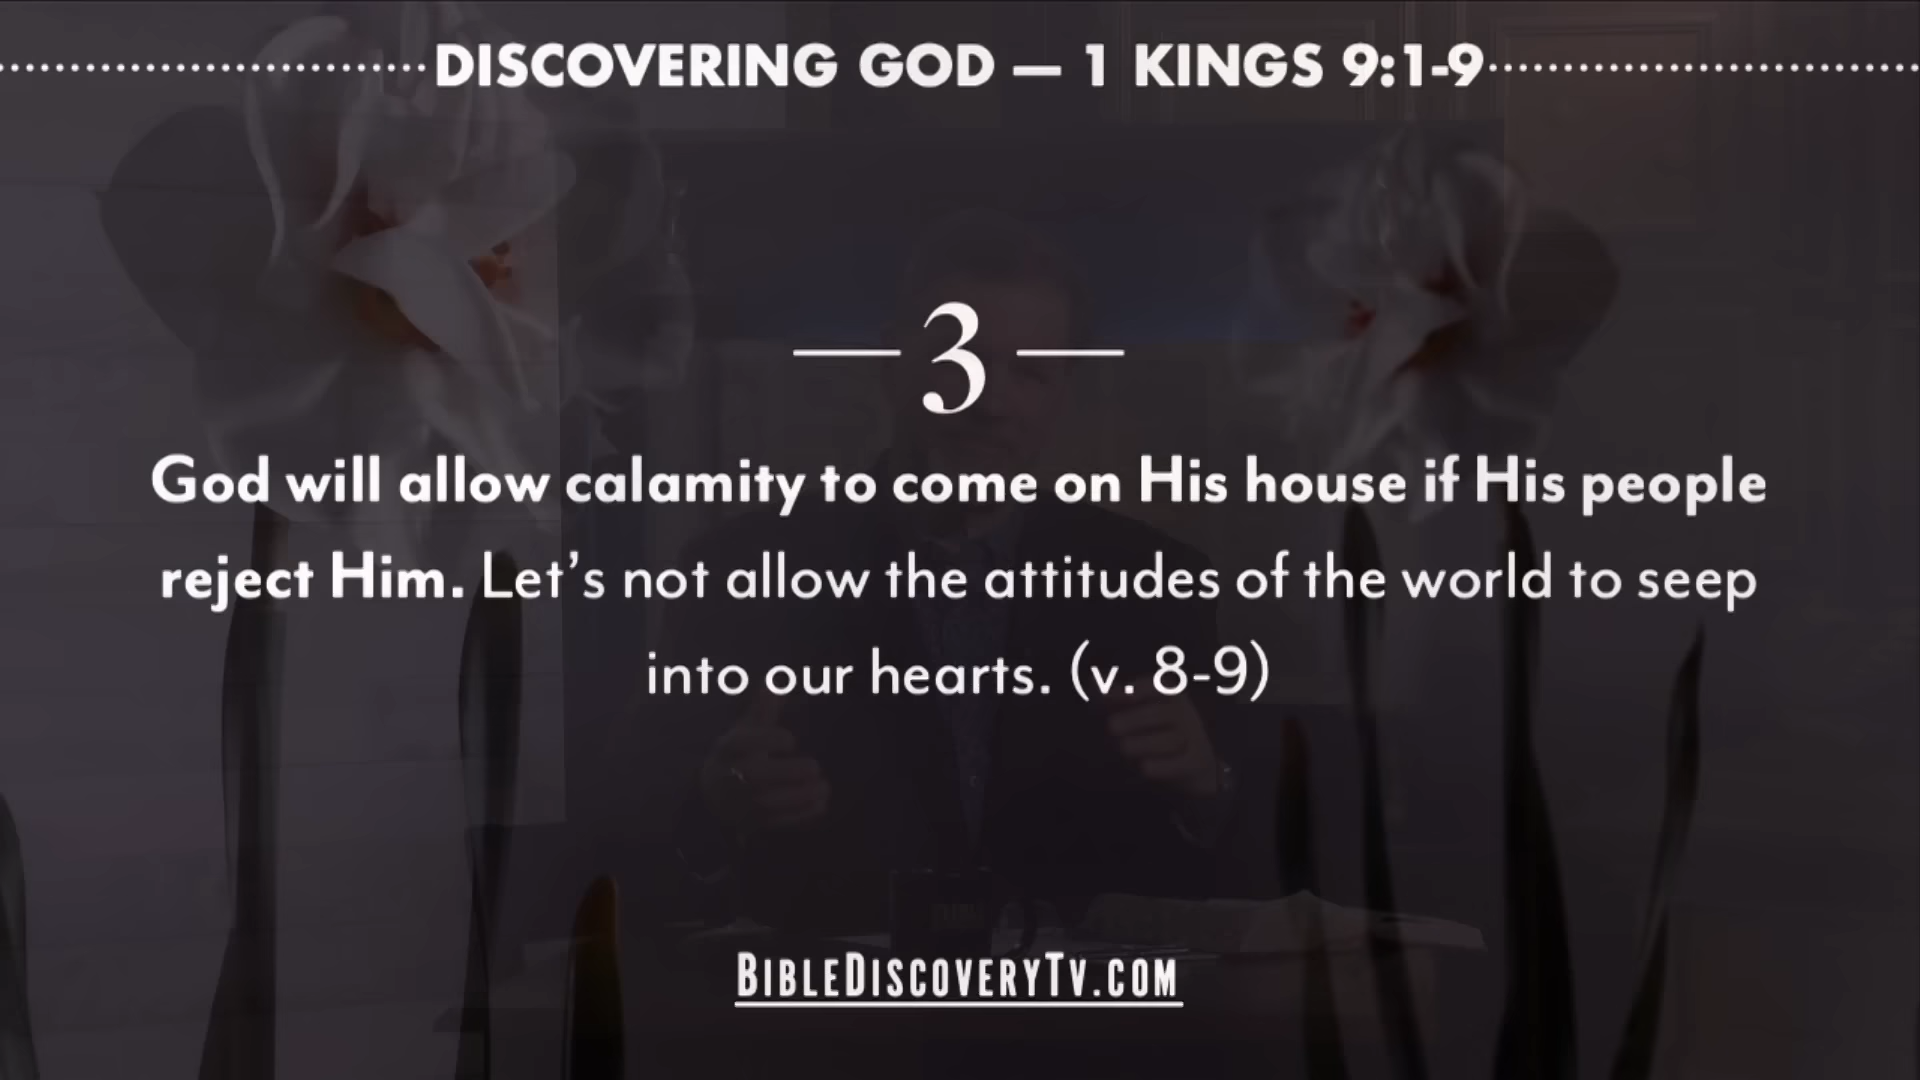 DISCOVERING GOD — 1 KINGS 9:1-9
— 3 —
God will allow calamity to come on His house if His people
reject Him. Let’s not allow the attitudes of the world to seep
into our hearts. (v. 8-9)
BIBLEDISCOVERYTV.COM